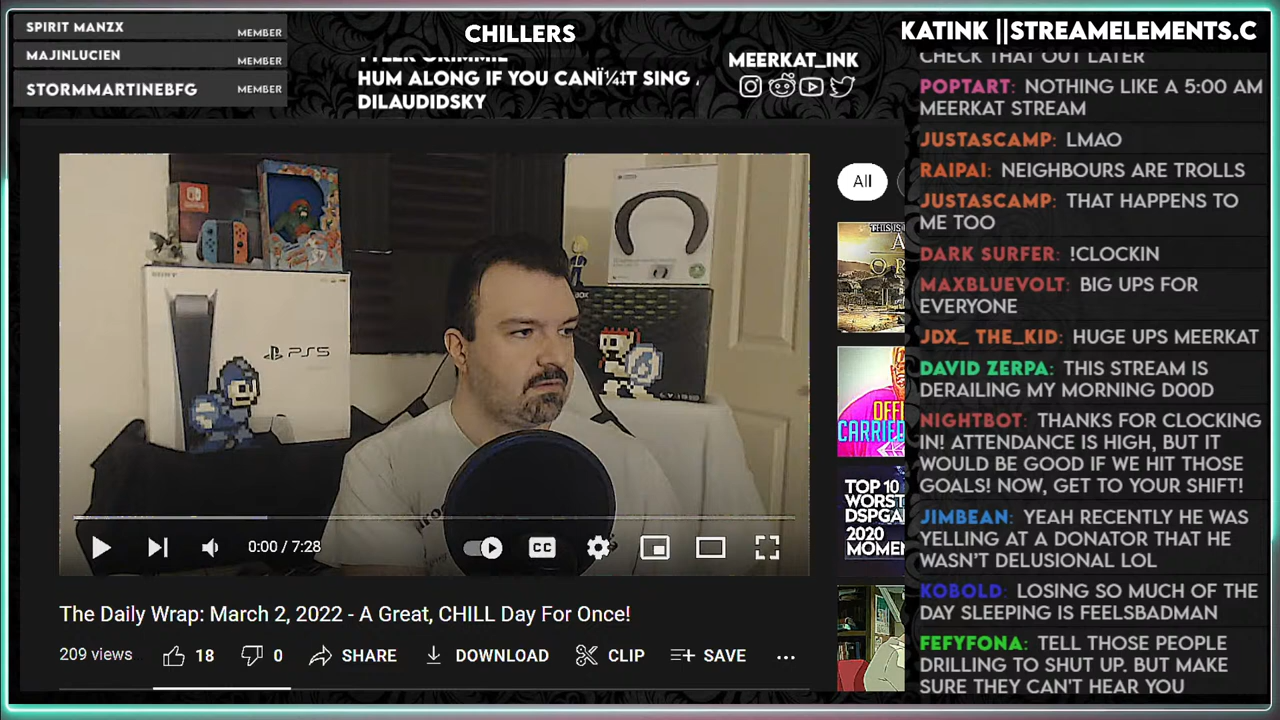 SPIRIT MANZX
MEMBER
MAJINLUCIEN
MEMBER
STORMMARTINEBFG
MEMBER
CHILLERS
HUM ALONG IF YOU CANÏ¼‡T SING
DILAUDIDSKY
MEERKAT_INK
KATINK ||STREAMELEMENTS.C
CHECK THAT OUT LATER
POPTART: NOTHING LIKE A 5:00 AM
MEERKAT STREAM
JUSTASCAMP: LMAO
RAIPAI: NEIGHBOURS ARE TROLLS
JUSTASCAMP: THAT HAPPENS TO
ME TOO
DARK SURFER: !CLOCKIN
MAXBLUEVOLT: BIG UPS FOR
EVERYONE
JDX_ THE_KID: HUGE UPS MEERKAT
DAVID ZERPA: THIS STREAM IS
DERAILING MY MORNING D00D
NIGHTBOT: THANKS FOR CLOCKING
IN! ATTENDANCE IS HIGH, BUT IT
WOULD BE GOOD IF WE HIT THOSE
GOALS! NOW, GET TO YOUR SHIFT!
JIMBEAN: YEAH RECENTLY HE WAS
YELLING AT A DONATOR THAT HE
WASN'T DELUSIONAL LOL
KOBOLD: LOSING SO MUCH OF THE
DAY SLEEPING IS FEELSBADMAN
FEFYFONA: TELL THOSE PEOPLE
DRILLING TO SHUT UP. BUT MAKE
SURE THEY CAN'T HEAR YOU
SONY
PS5
All
THIS IS
OFF
CARRIED
TOP 10
WORST
DSPGA
2020
MOMEN
0:00 / 7:28
CC
The Daily Wrap: March 2, 2022 - A Great, CHILL Day For Once!
209 views
18
0
SHARE
DOWNLOAD
CLIP
SAVE
...